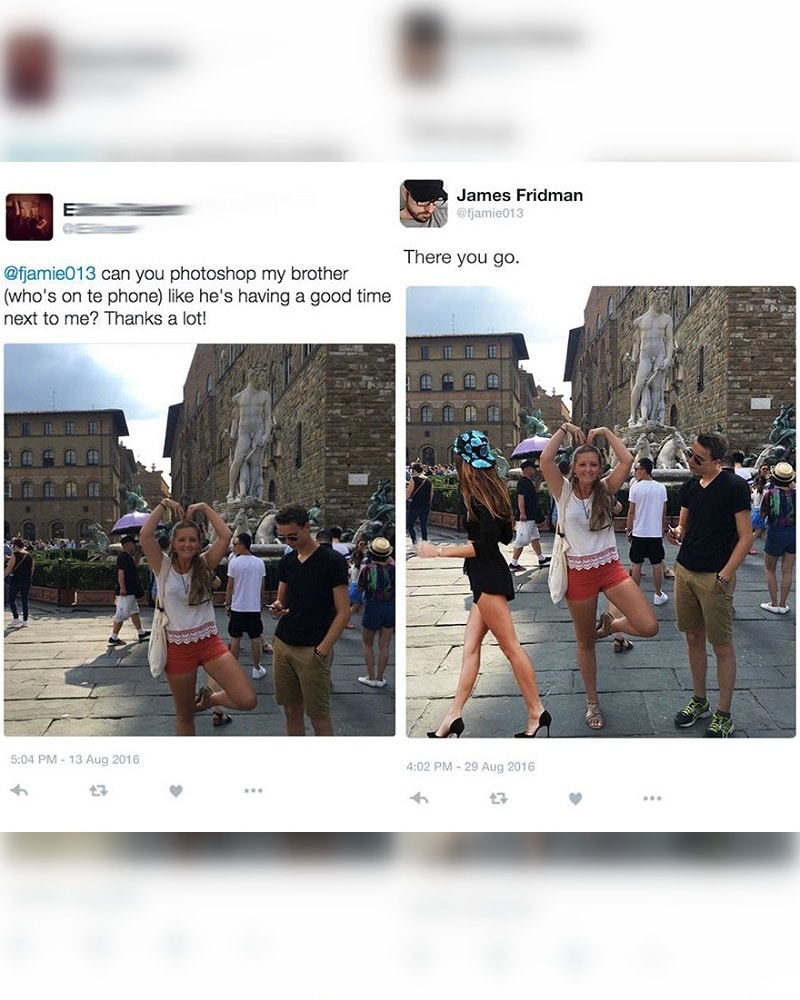 @fjamie013 can you photoshop my brother
(who's on te phone) like he's having a good time
next to me? Thanks a lot!
5:04 PM - 13 Aug 2016
James Fridman
@fjamie013
There you go.
4:02 PM - 29 Aug 2016